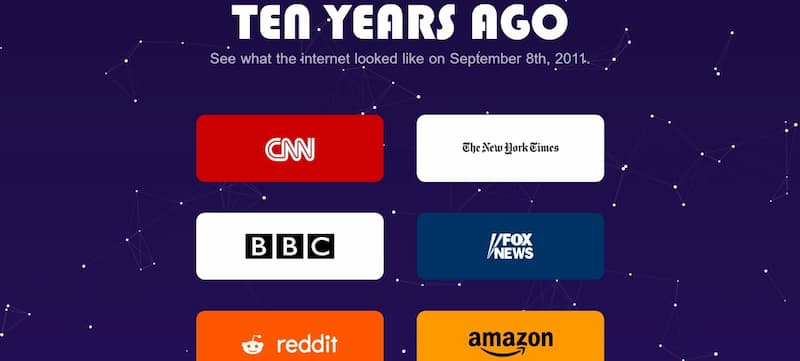 TEN YEARS AGO
See what the internet looked like on September 8th, 2011.
CNN
The New York Times
BBC
FOX
NEWS
reddit
amazon